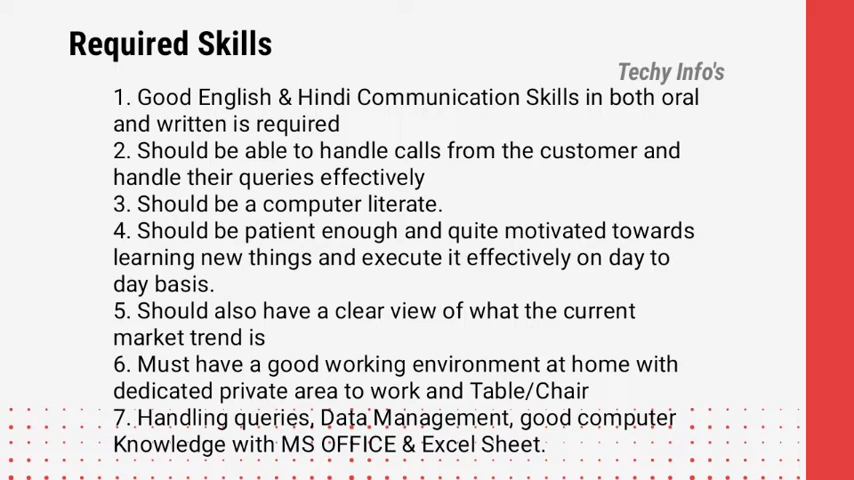 Required Skills
Techy Info's
1. Good English & Hindi Communication Skills in both oral
and written is required
2. Should be able to handle calls from the customer and
handle their queries effectively
3. Should be a computer literate.
4. Should be patient enough and quite motivated towards
learning new things and execute it effectively on day to
day basis.
5. Should also have a clear view of what the current
market trend is
6. Must have a good working environment at home with
dedicated private area to work and Table/Chair
7. Handling queries, Data Management, good computer
Knowledge with MS OFFICE & Excel Sheet.